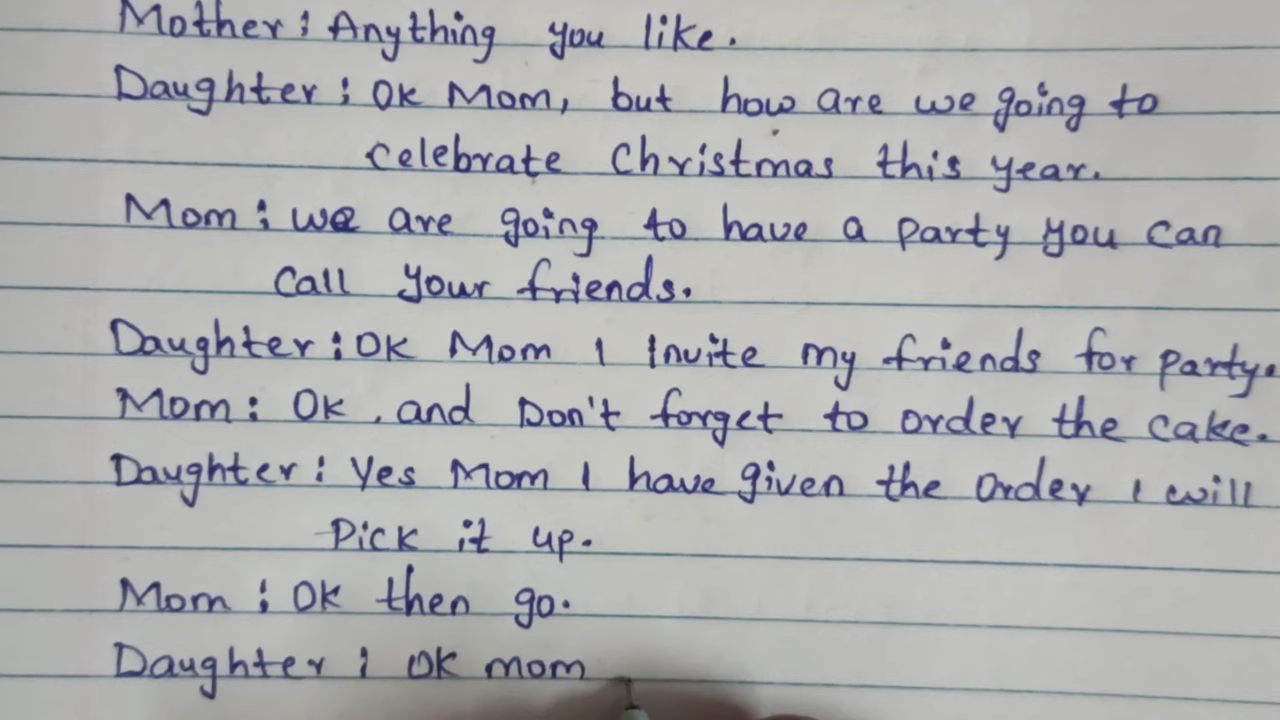 Mother : Anything you like.
Daughter : OK Mom, but how are we going to
celebrate Christmas this year.
Mom : we are going to have a party you can
call your friends.
Daughter : OK Mom I Invite my friends for party.
Mom : OK , and Don't forget to order the cake.
Daughter : Yes Mom I have given the order I will
Pick it up.
Mom : OK then go.
Daughter : OK mom